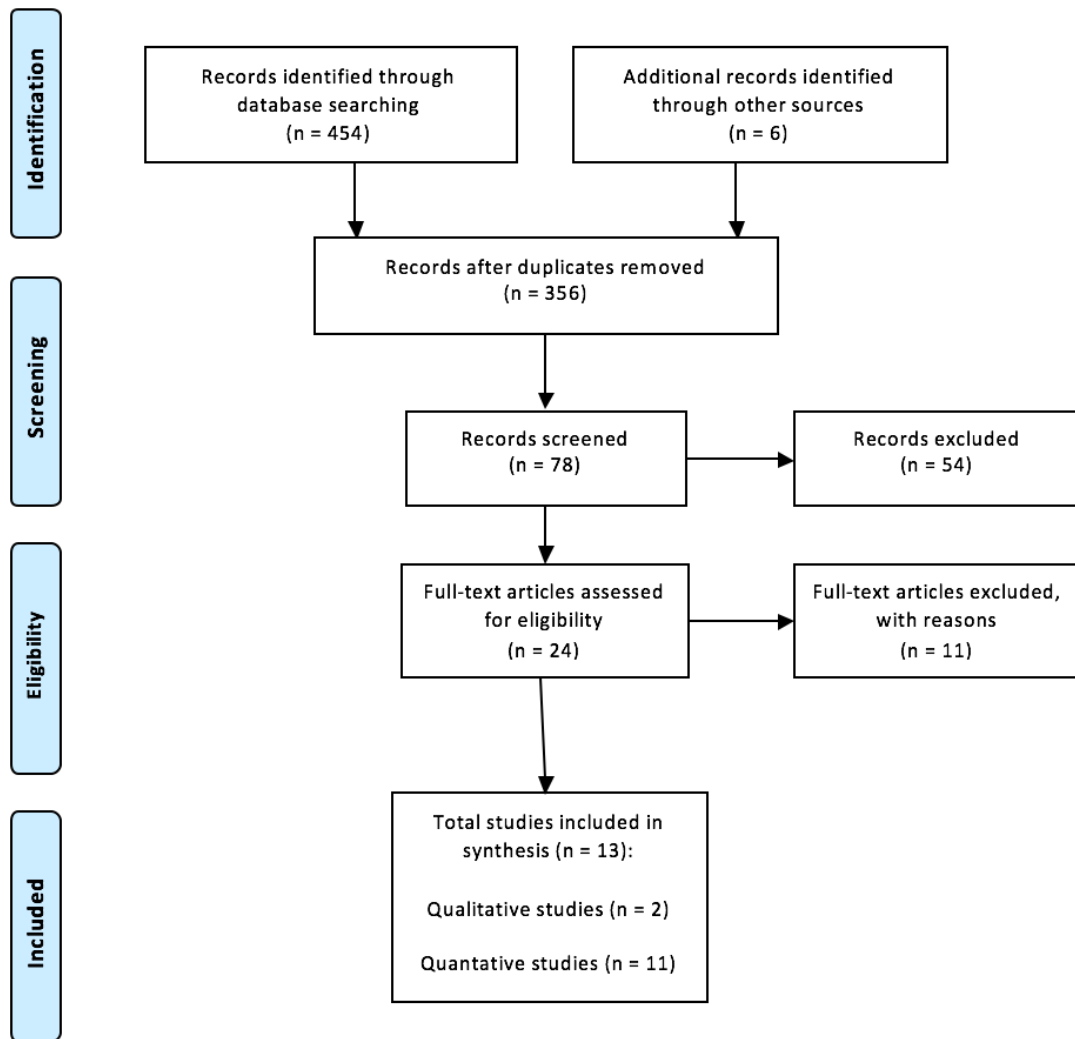 Identification
Records identified through
database searching
(n = 454)
Additional records identified
through other sources
(n = 6)
Records after duplicates removed
(n = 356)
Screening
Records screened
(n = 78)
Records excluded
(n = 54)
Eligibility
Full-text articles assessed
for eligibility
(n = 24)
Full-text articles excluded,
with reasons
(n = 11)
Included
Total studies included in
synthesis (n = 13):
Qualitative studies (n = 2)
Quantative studies (n = 11)